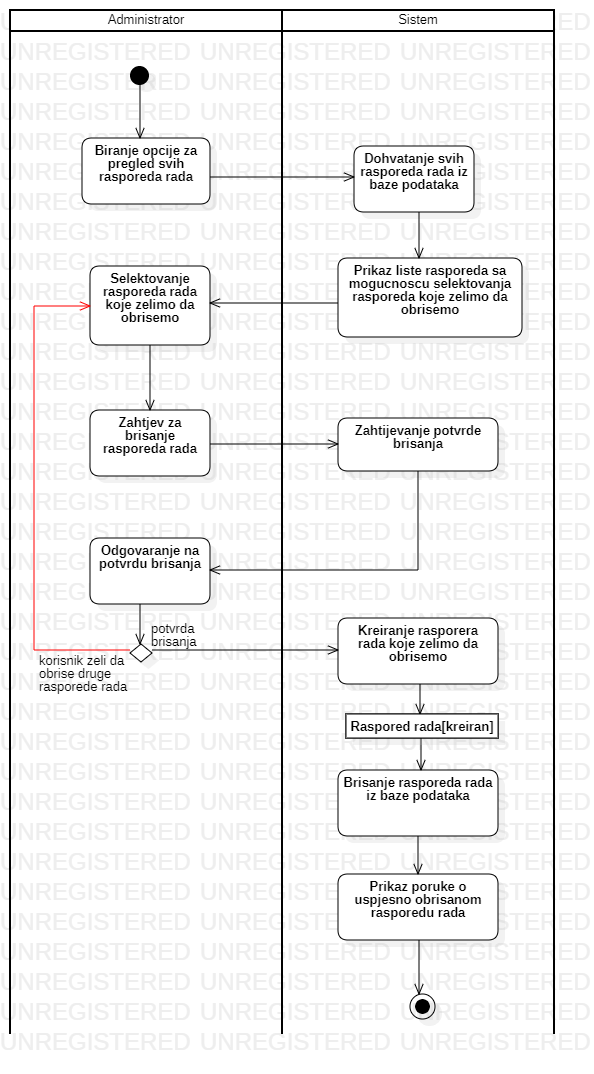 Administrator
Sistem
Biranje opcije za
pregled svih
rasporeda rada
Dohvatanje svih
rasporeda rada iz
baze podataka
Prikaz liste rasporeda sa
mogucnoscu selektovanja
rasporeda koje zelimo da
obrisemo
Selektovanje
rasporeda rada
koje zelimo da
obrisemo
Zahtjev za
brisanje
rasporeda rada
Zahtijevanje potvrde
brisanja
Odgovaranje na
potvrdu brisanja
potvrda
brisanja
korisnik zeli da
obrise druge
rasporede rada
Kreiranje rasporera
rada koje zelimo da
obrisemo
Raspored rada[kreiran]
Brisanje rasporeda rada
iz baze podataka
Prikaz poruke o
uspjesno obrisanom
rasporedu rada
UNREGISTERED UNREGISTERED UNREGISTERED